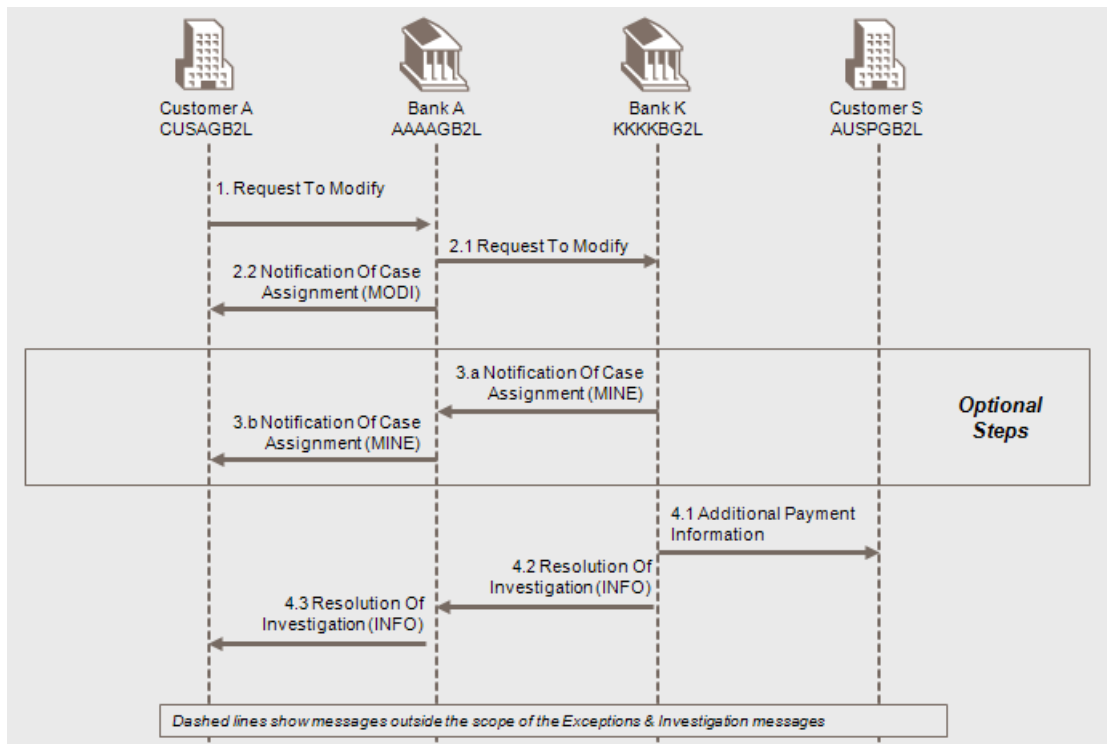 Customer A
CUSAGB2L
Bank A
AAAAGB2L
Bank K
KKKKBG2L
Customer S
AUSPGB2L
1. Request To Modify
2.1 Request To Modify
2.2 Notification Of Case
Assignment (MODI)
3.a Notification Of Case
Assignment (MINE)
3.b Notification Of Case
Assignment (MINE)
Optional
Steps
4.1 Additional Payment
Information
4.2 Resolution Of
Investigation (INFO)
4.3 Resolution Of
Investigation (INFO)
Dashed lines show messages outside the scope of the Exceptions & Investigation messages